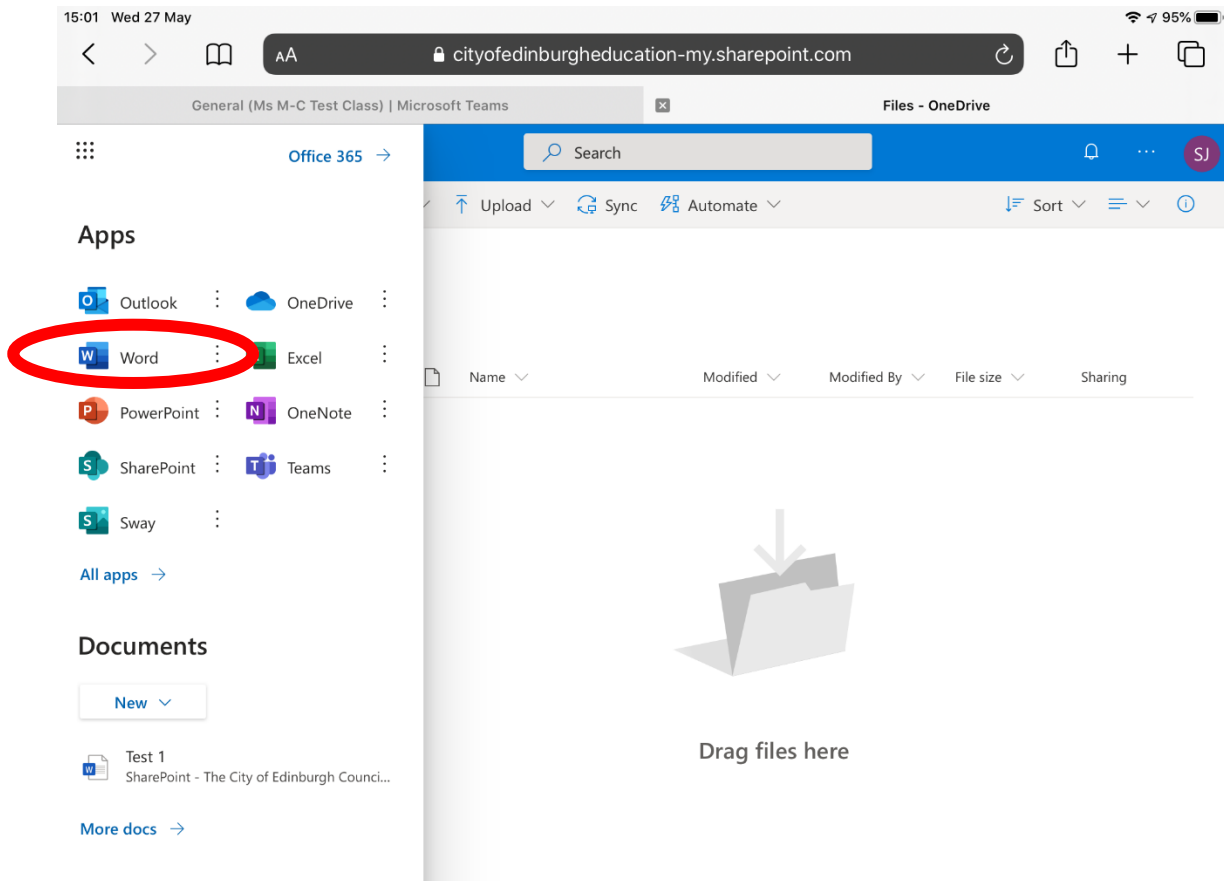 15:01 Wed 27 May 95%
AA cityofedinburgheducation-my.sharepoint.com
General (Ms M-C Test Class) | Microsoft Teams Files - OneDrive
Office 365 Search SJ
Upload Sync Automate Sort
Apps
Outlook OneDrive
Word Excel
Name Modified Modified By File size Sharing
PowerPoint OneNote
SharePoint Teams
Sway
All apps
Documents
New
Drag files here
Test 1
SharePoint - The City of Edinburgh Counci...
More docs